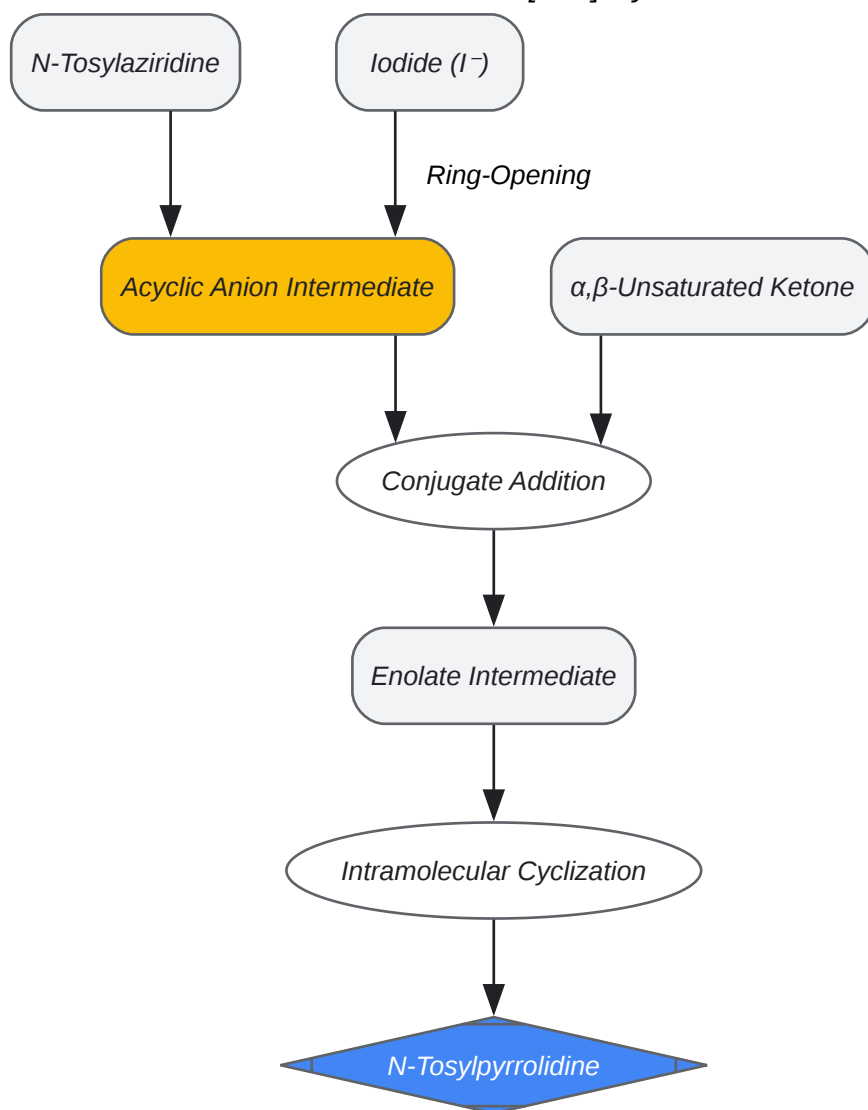 N-Tosylaziridine
Iodide (I⁻)
Ring-Opening
Acyclic Anion Intermediate
α,β-Unsaturated Ketone
Conjugate Addition
Enolate Intermediate
Intramolecular Cyclization
N-Tosylpyrrolidine